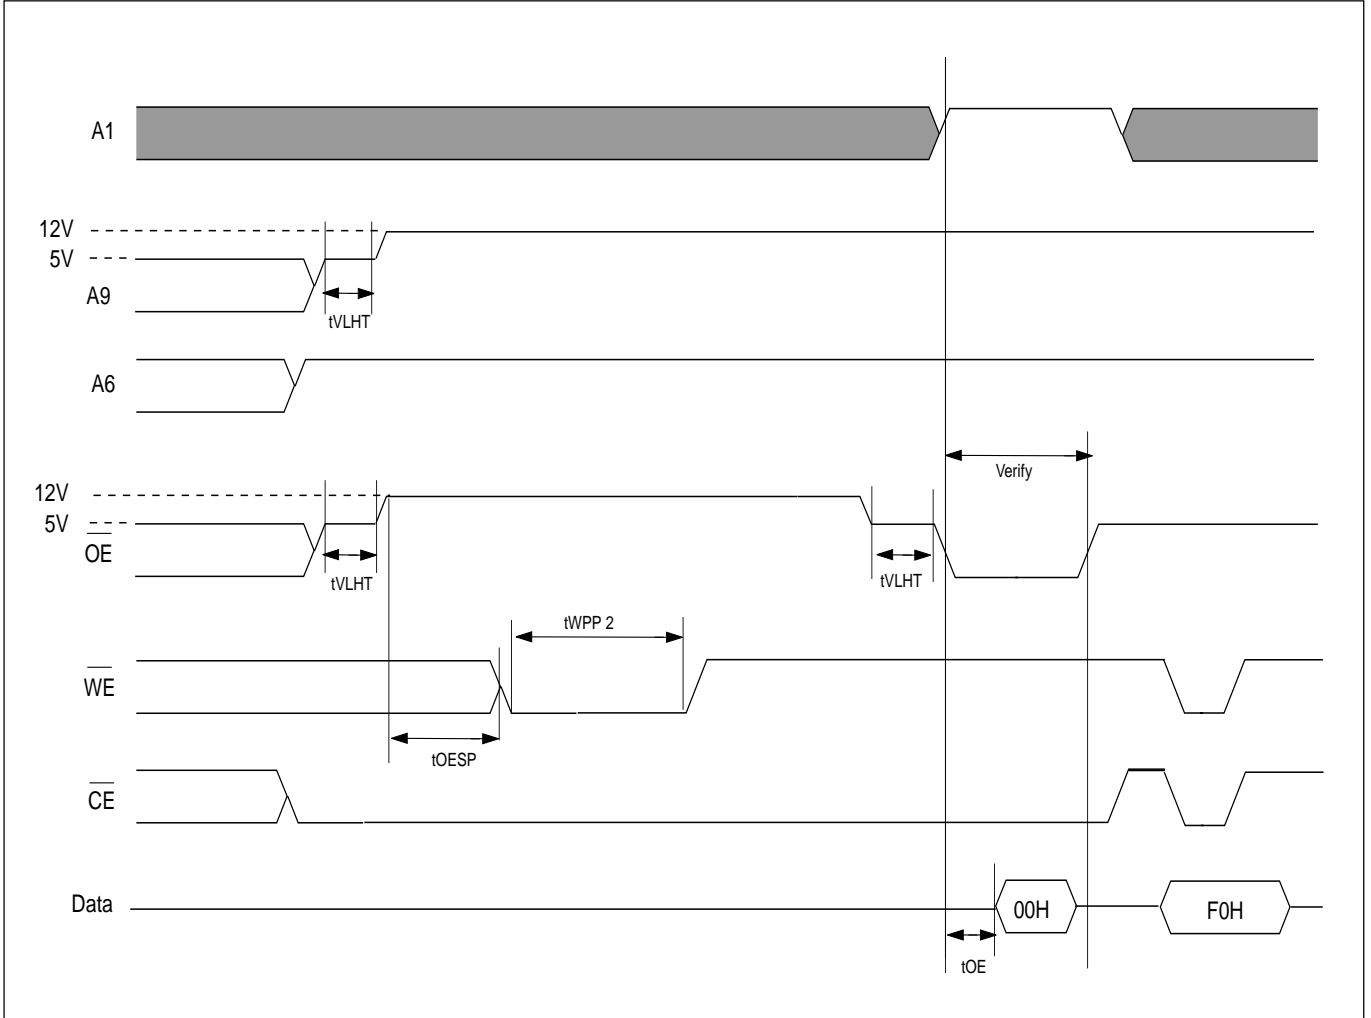 A1
12V
5V
A9
tVLHT
A6
Verify
12V
5V
OE
tVLHT
tVLHT
tWPP 2
WE
tOESP
CE
Data
00H
F0H
tOE